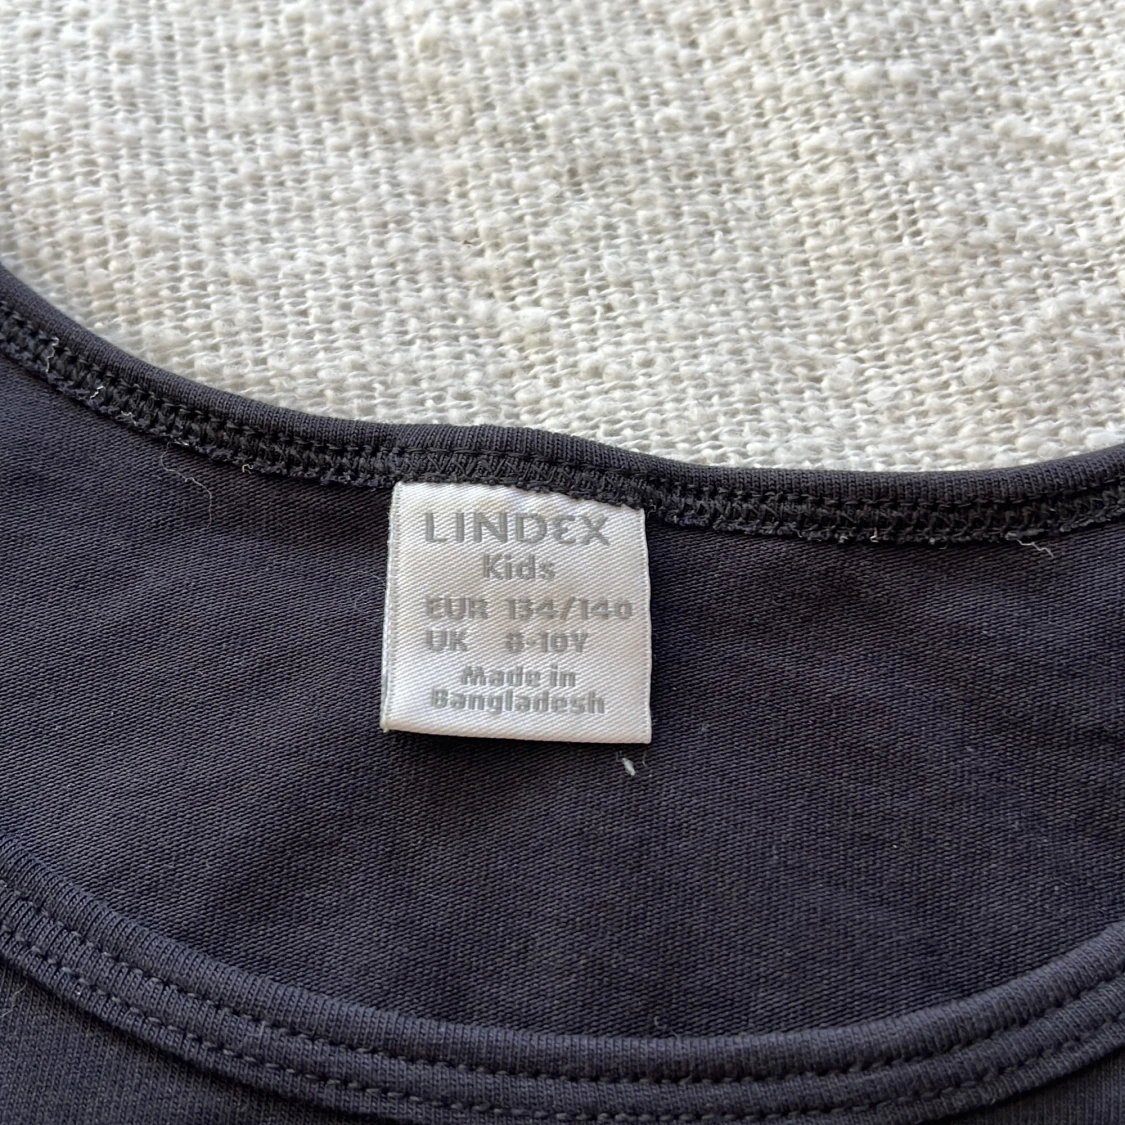 LINDEX
Kids
EUR 134/140
UK 8-10Y
Made in
Bangladesh